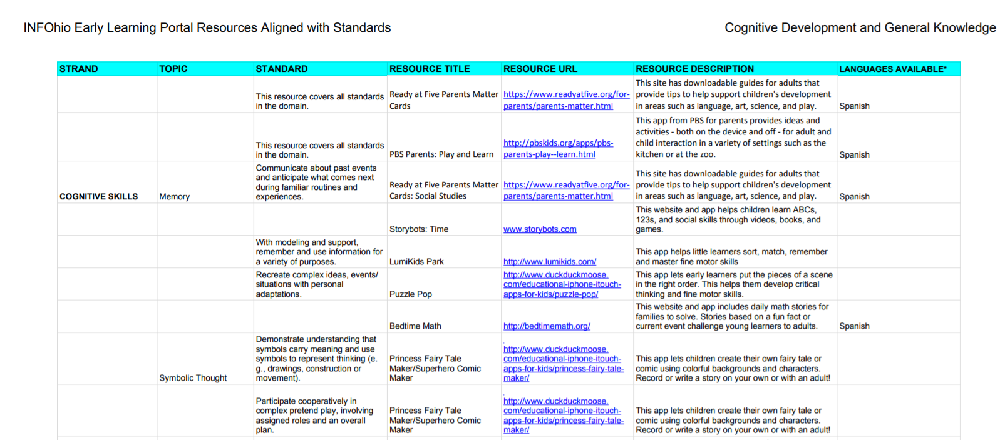 INFOhio Early Learning Portal Resources Aligned with Standards
Cognitive Development and General Knowledge
STRAND TOPIC STANDARD RESOURCE TITLE RESOURCE URL RESOURCE DESCRIPTION LANGUAGES AVAILABLE*
This resource covers all standards
in the domain.
Ready at Five Parents Matter
Cards
https://www.readyatfive.org/for-
parents/parents-matter.html
This site has downloadable guides for adults that
provide tips to help support children's development
in areas such as language, art, science, and play.
Spanish
This resource covers all standards
in the domain.
PBS Parents: Play and Learn
http://pbskids.org/apps/pbs-
parents-play--learn.html
This app from PBS for parents provides ideas and
activities - both on the device and off - for adult and
child interaction in a variety of settings such as the
kitchen or at the zoo.
Spanish
COGNITIVE SKILLS
Memory
Communicate about past events
and anticipate what comes next
during familiar routines and
experiences.
Ready at Five Parents Matter
Cards: Social Studies
https://www.readyatfive.org/for-
parents/parents-matter.html
This site has downloadable guides for adults that
provide tips to help support children's development
in areas such as language, art, science, and play.
Spanish
Storybots: Time
www.storybots.com
This website and app helps children learn ABCs,
123s, and social skills through videos, books, and
games.
With modeling and support,
remember and use information for
a variety of purposes.
LumiKids Park
http://www.lumikids.com/
This app helps little learners sort, match, remember
and master fine motor skills
Recreate complex ideas, events/
situations with personal
adaptations.
Puzzle Pop
http://www.duckduckmoose.
com/educational-iphone-itouch-
apps-for-kids/puzzle-pop/
This app lets early learners put the pieces of a scene
in the right order. This helps them develop critical
thinking and fine motor skills.
Bedtime Math
http://bedtimemath.org/
This website and app includes daily math stories for
families to solve. Stories based on a fun fact or
current event challenge young learners to adults.
Spanish
Symbolic Thought
Demonstrate understanding that
symbols carry meaning and use
symbols to represent thinking (e.
g., drawings, construction or
movement).
Princess Fairy Tale
Maker/Superhero Comic
Maker
http://www.duckduckmoose.
com/educational-iphone-itouch-
apps-for-kids/princess-fairy-tale-
maker/
This app lets children create their own fairy tale or
comic using colorful backgrounds and characters.
Record or write a story on your own or with an adult!
Participate cooperatively in
complex pretend play, involving
assigned roles and an overall
plan.
Princess Fairy Tale
Maker/Superhero Comic
Maker
http://www.duckduckmoose.
com/educational-iphone-itouch-
apps-for-kids/princess-fairy-tale-
maker/
This app lets children create their own fairy tale or
comic using colorful backgrounds and characters.
Record or write a story on your own or with an adult!